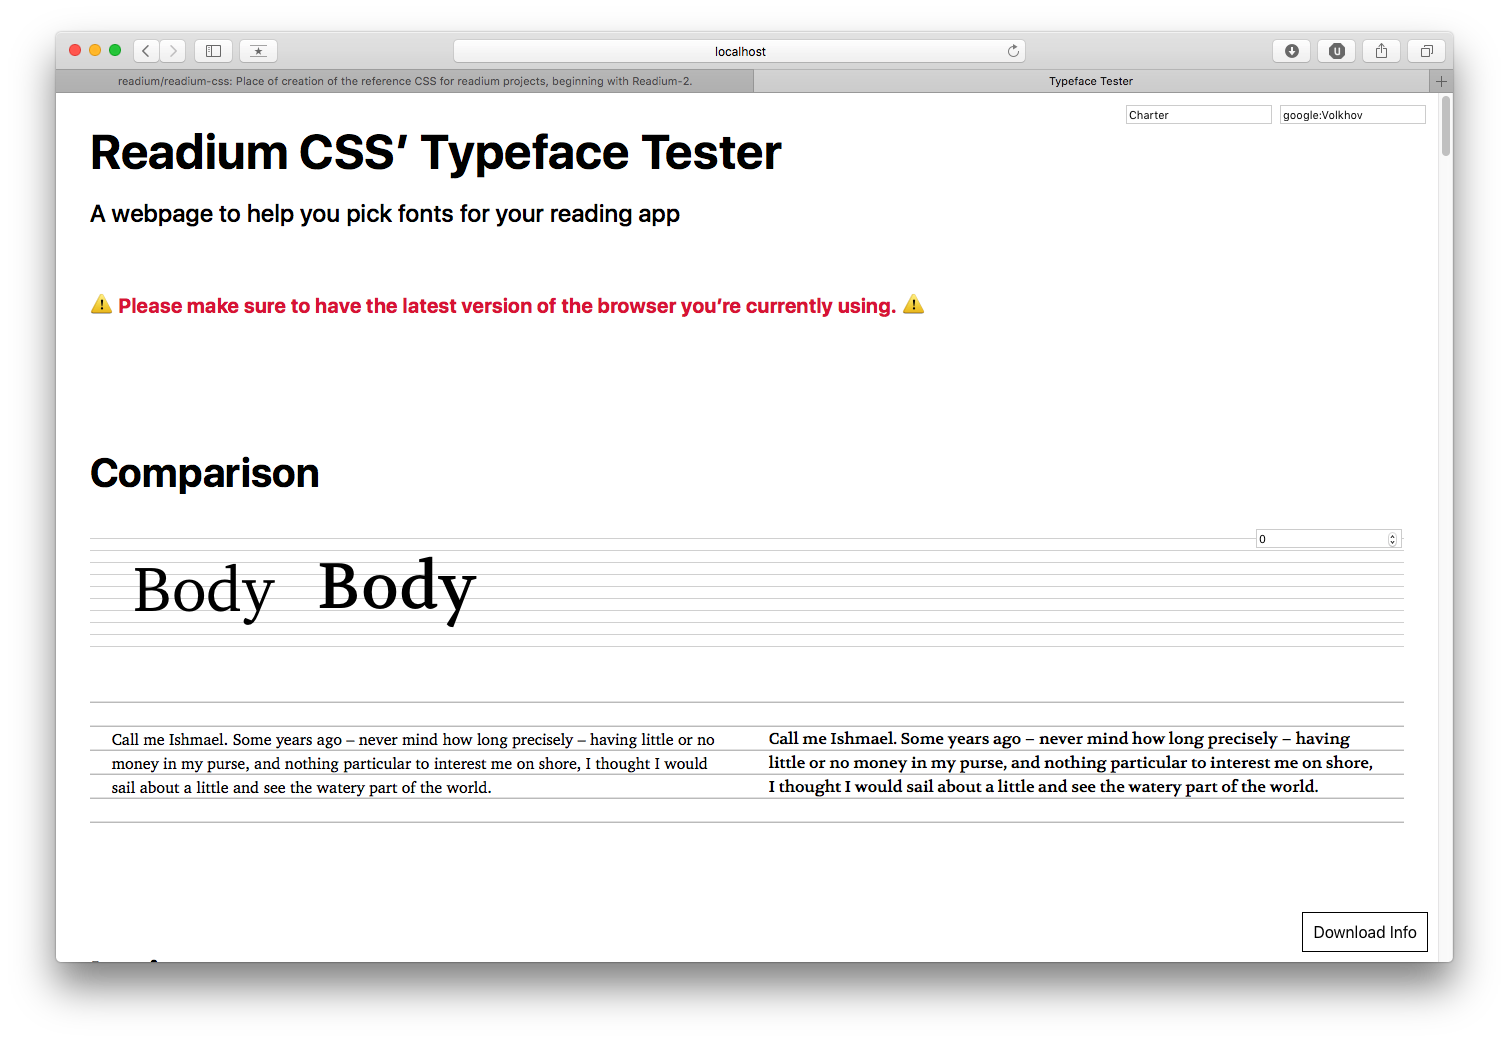 localhost
readium/readium-css: Place of creation of the reference CSS for readium projects, beginning with Readium-2.
Typeface Tester
Charter
google:Volkhov
Readium CSS’ Typeface Tester
A webpage to help you pick fonts for your reading app
⚠️ Please make sure to have the latest version of the browser you’re currently using. ⚠️
Comparison
0
Body Body
Call me Ishmael. Some years ago – never mind how long precisely – having little or no
money in my purse, and nothing particular to interest me on shore, I thought I would
sail about a little and see the watery part of the world.
Call me Ishmael. Some years ago – never mind how long precisely – having
little or no money in my purse, and nothing particular to interest me on shore,
I thought I would sail about a little and see the watery part of the world.
Download Info